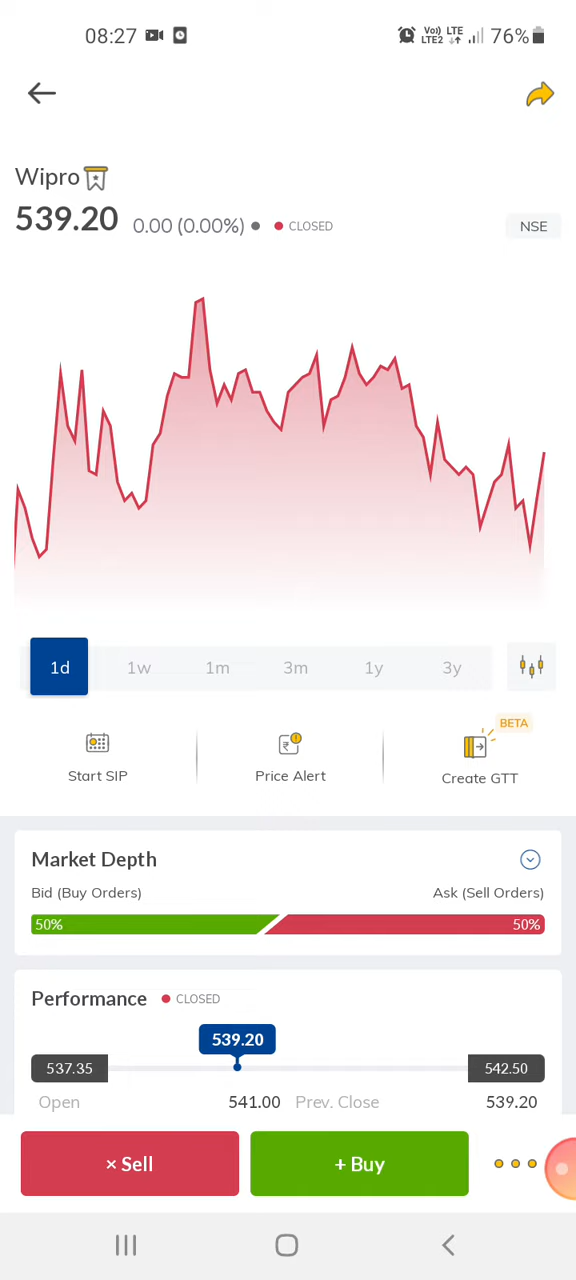 08:27 Vo) LTE LTE2 76%
Wipro
539.20 0.00 (0.00%) CLOSED NSE
1d 1w 1m 3m 1y 3y
BETA
Start SIP Price Alert Create GTT
Market Depth
Bid (Buy Orders) Ask (Sell Orders)
50% 50%
Performance CLOSED
539.20
537.35 542.50
Open 541.00 Prev. Close 539.20
× Sell + Buy